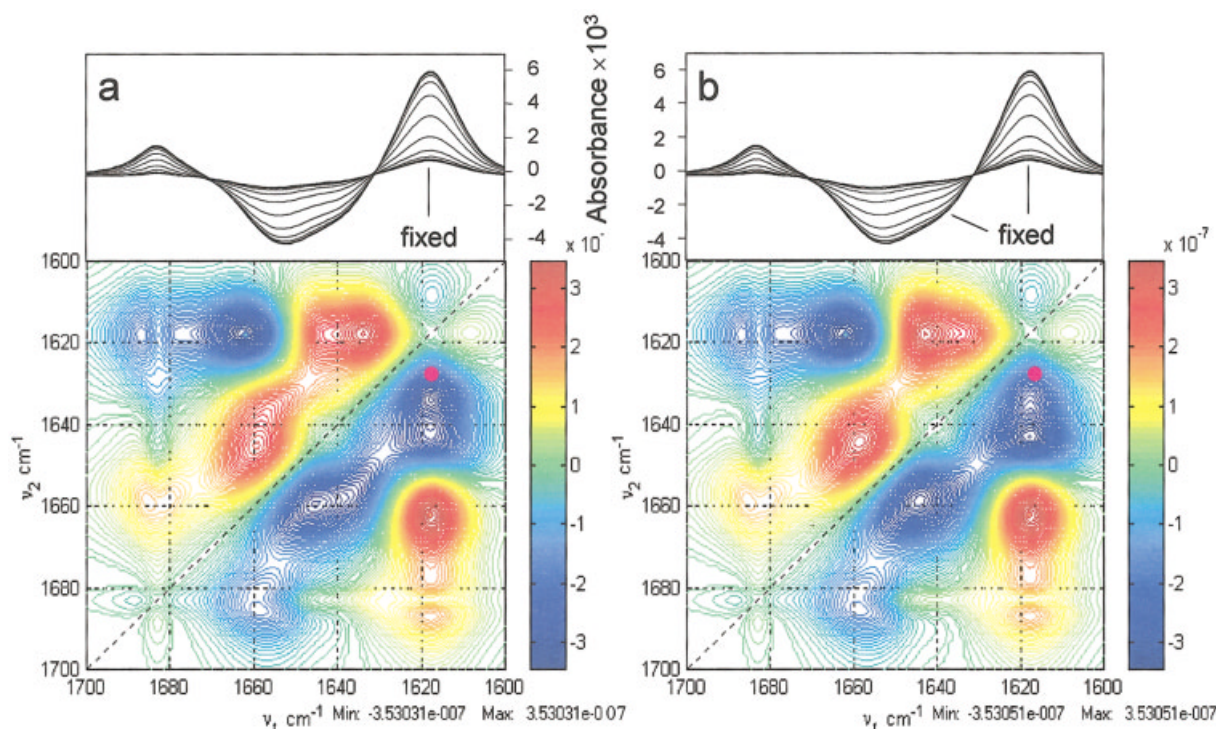 a
Absorbance × 10³
6
4
2
0
-2
-4
fixed
b
6
4
2
0
-2
-4
fixed
x 10
x 10⁻⁷
1600
1620
1640
1660
1680
1700
ν₂ cm⁻¹
3
2
1
0
-1
-2
-3
1600
1620
1640
1660
1680
1700
ν₂ cm⁻¹
3
2
1
0
-1
-2
-3
1700 1680 1660 1640 1620 1600
1700 1680 1660 1640 1620 1600
cm⁻¹ Min: -3.53031e-007 Max: 3.53031e-007
cm⁻¹ Min: -3.53051e-007 Max: 3.53051e-007